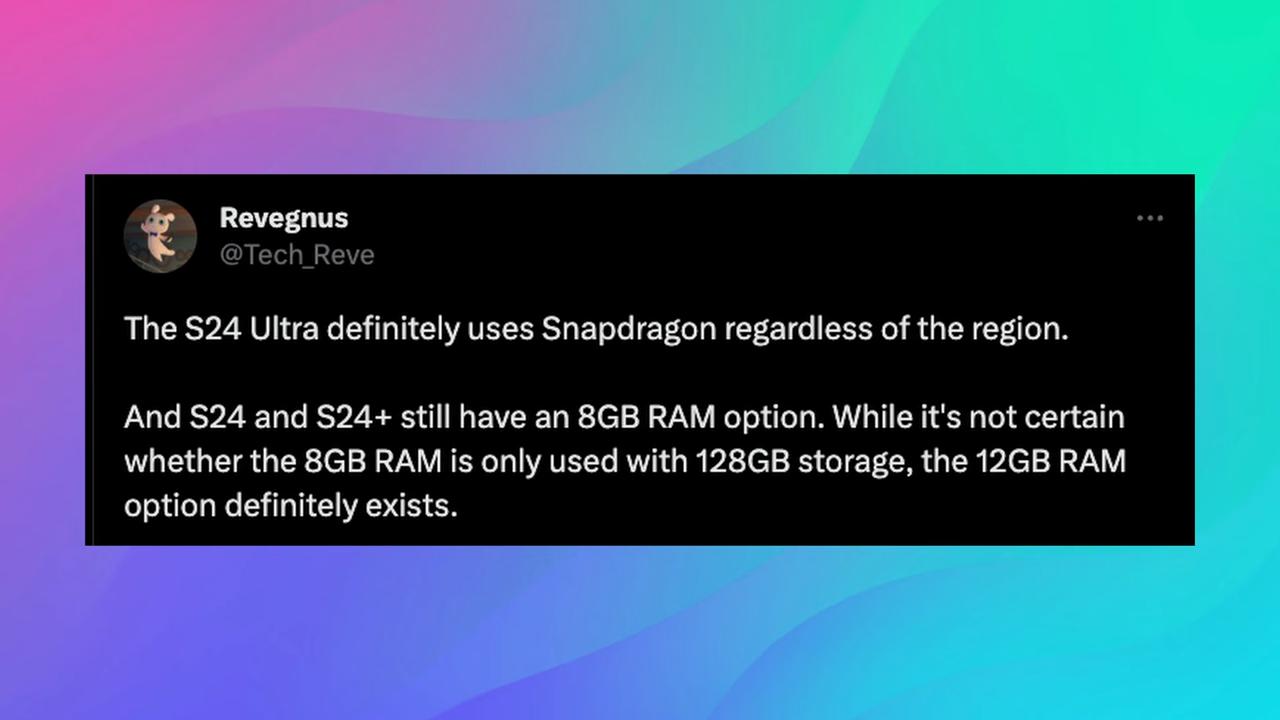 Revegnus
@Tech_Reve
The S24 Ultra definitely uses Snapdragon regardless of the region.
And S24 and S24+ still have an 8GB RAM option. While it's not certain
whether the 8GB RAM is only used with 128GB storage, the 12GB RAM
option definitely exists.